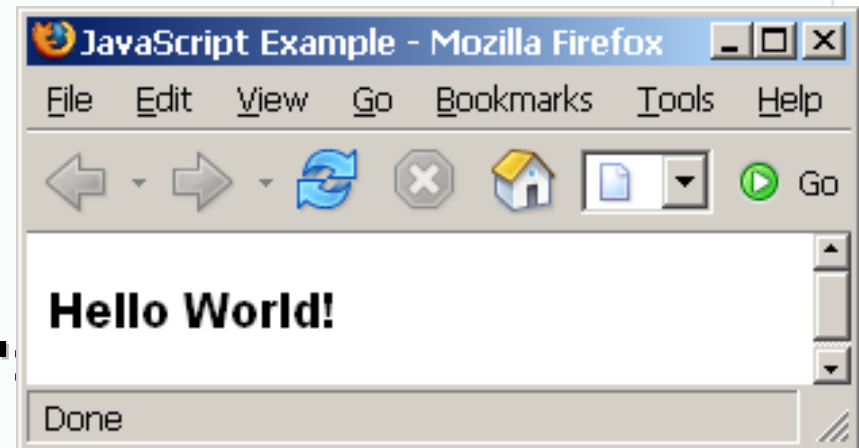 JavaScript Example - Mozilla Firefox
File Edit View Go Bookmarks Tools Help
Go
Hello World!
Done